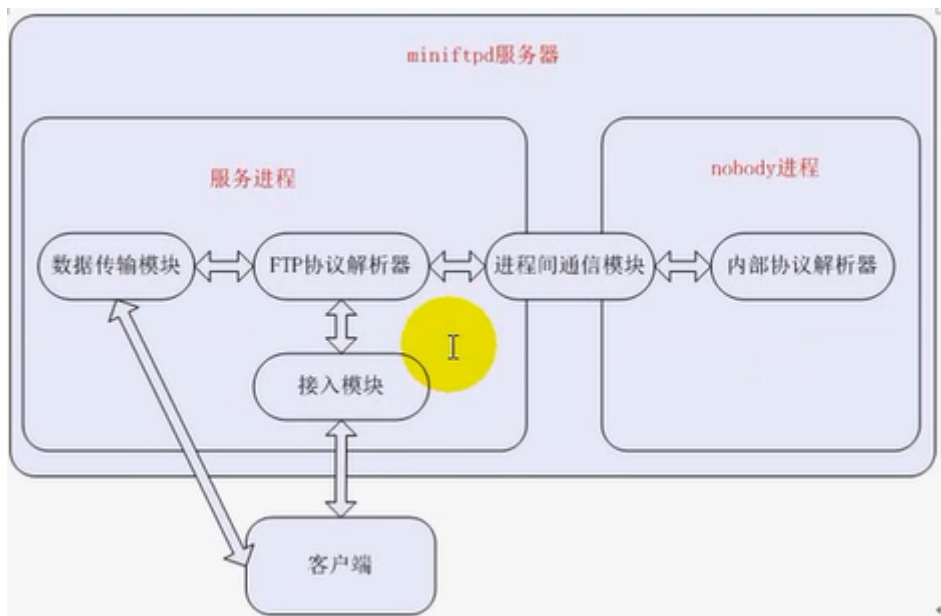 miniftpd服务器
服务进程
nobody进程
数据传输模块
FTP协议解析器
进程间通信模块
内部协议解析器
接入模块
客户端